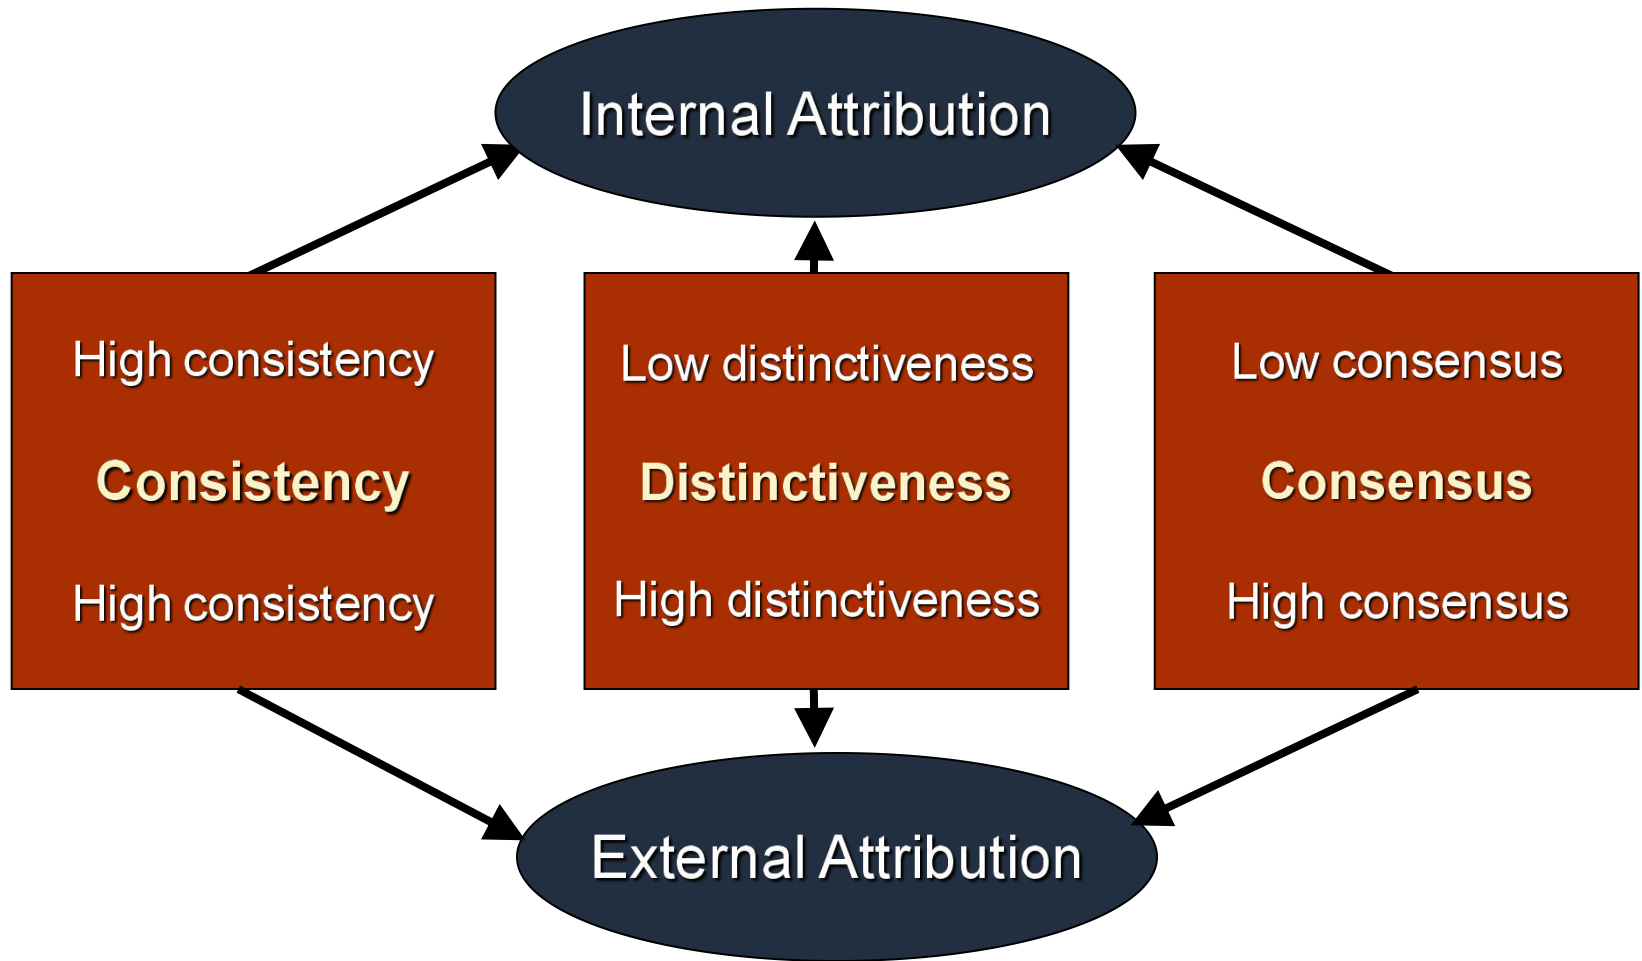 Internal Attribution
High consistency
Consistency
High consistency
Low distinctiveness
Distinctiveness
High distinctiveness
Low consensus
Consensus
High consensus
External Attribution